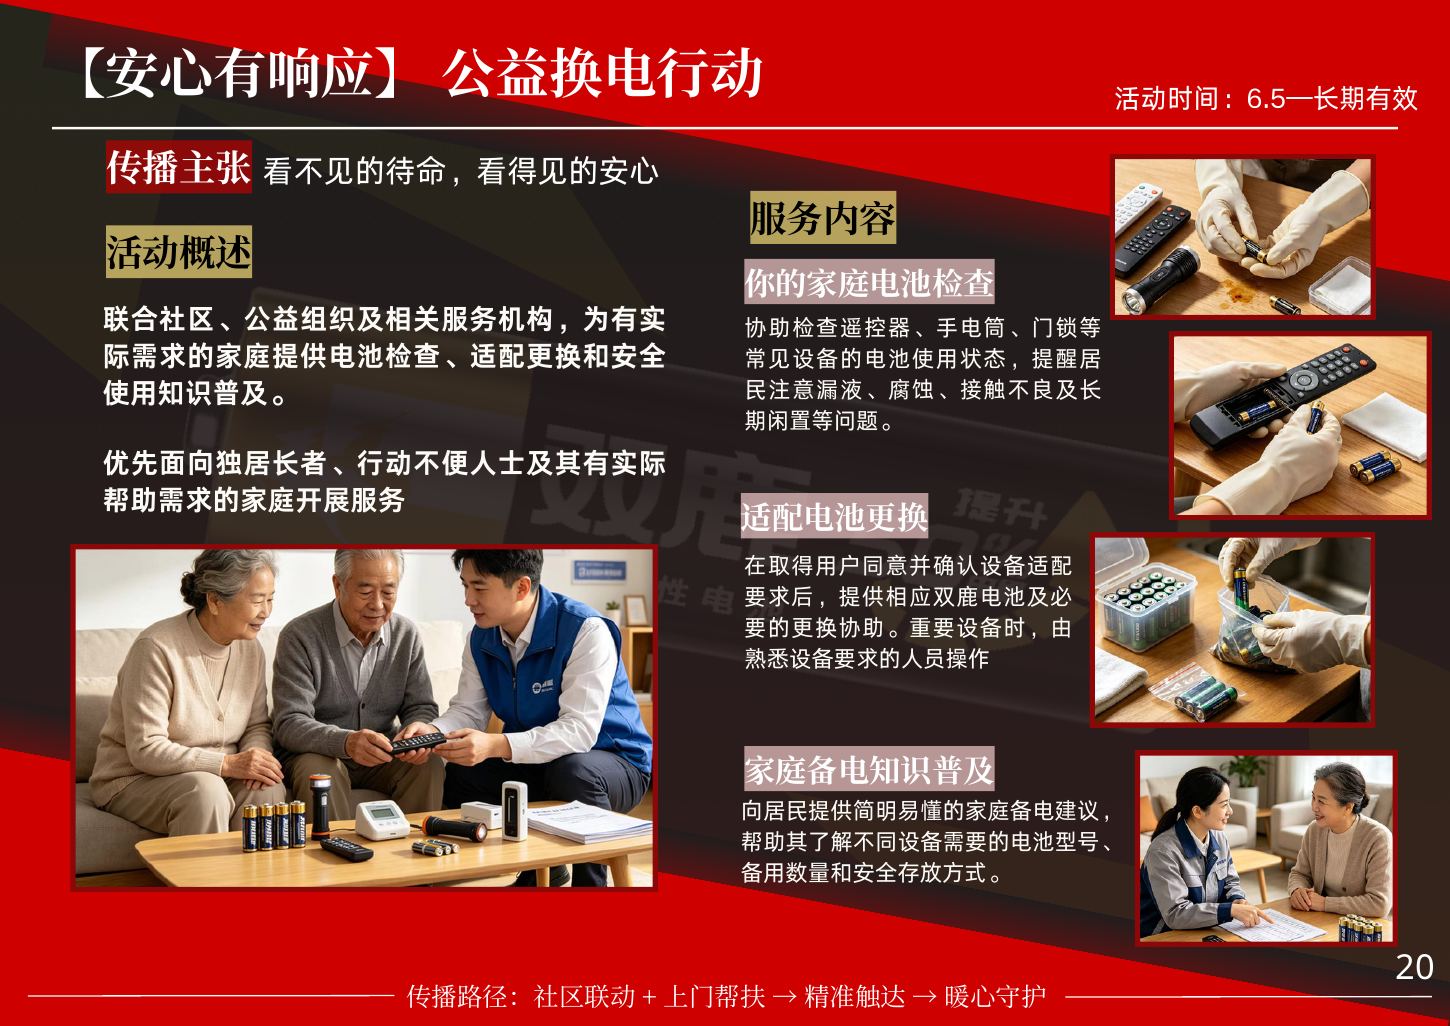 【安心有响应】 公益换电行动
活动时间：6.5—长期有效
传播主张 看不见的待命，看得见的安心
活动概述
联合社区、公益组织及相关服务机构，为有实
际需求的家庭提供电池检查、适配更换和安全
使用知识普及。
优先面向独居长者、行动不便人士及其有实际
帮助需求的家庭开展服务
服务内容
你的家庭电池检查
协助检查遥控器、手电筒、门锁等
常见设备的电池使用状态，提醒居
民注意漏液、腐蚀、接触不良及长
期闲置等问题。
双鹿
提升
性电
适配电池更换
在取得用户同意并确认设备适配
要求后，提供相应双鹿电池及必
要的更换协助。重要设备时，由
熟悉设备要求的人员操作
家庭备电知识普及
向居民提供简明易懂的家庭备电建议，
帮助其了解不同设备需要的电池型号、
备用数量和安全存放方式。
20
传播路径：社区联动 + 上门帮扶 → 精准触达 → 暖心守护